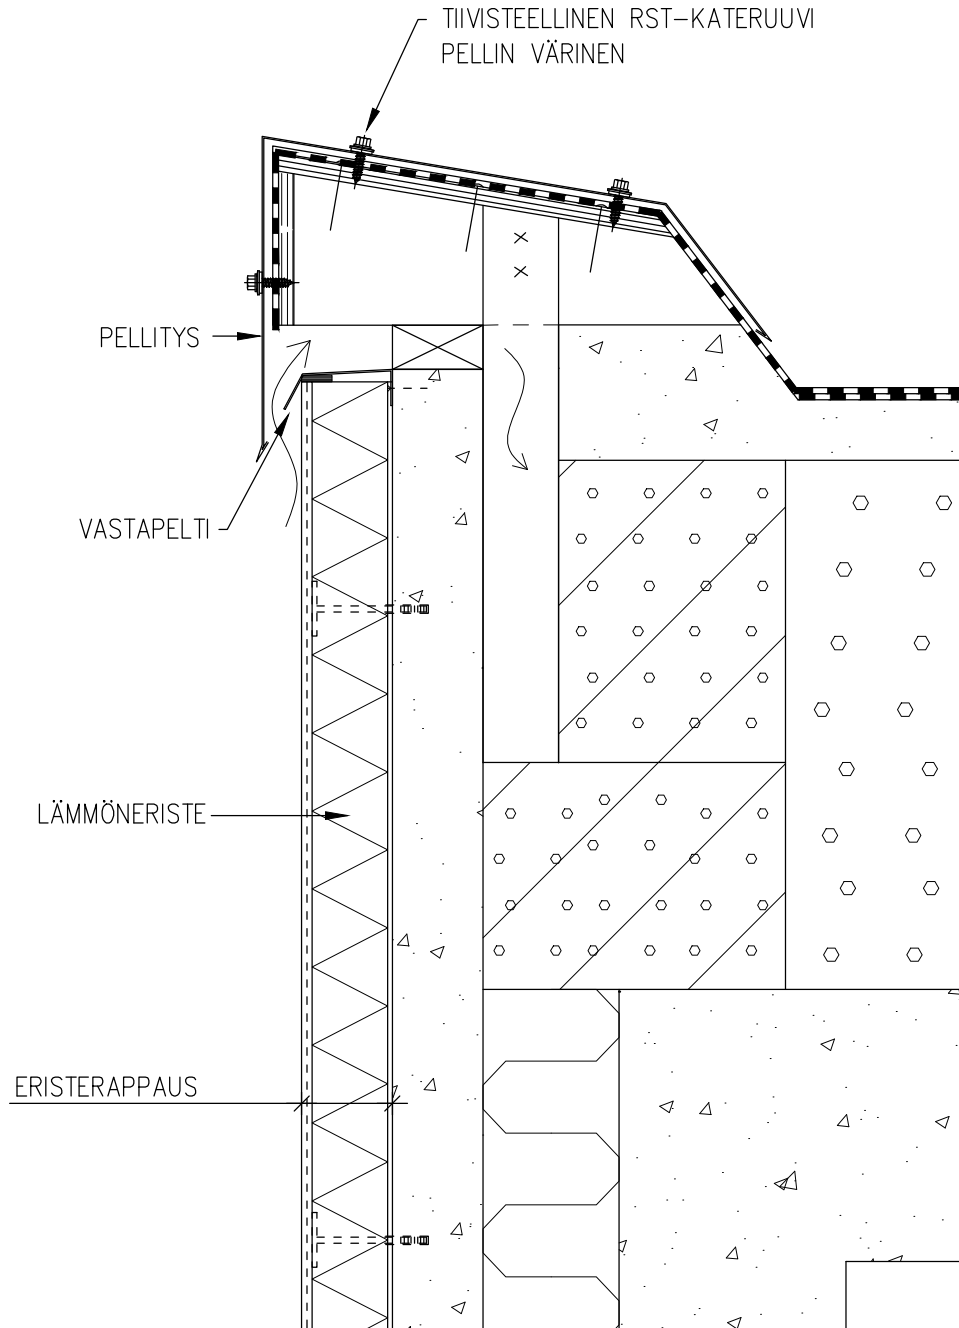 TIIVISTEELLINEN RST-KATERUUVI
PELLIN VÄRINEN
PELLITYS
VASTAPELTI
LÄMMÖNERISTE
ERISTERAPPAUS